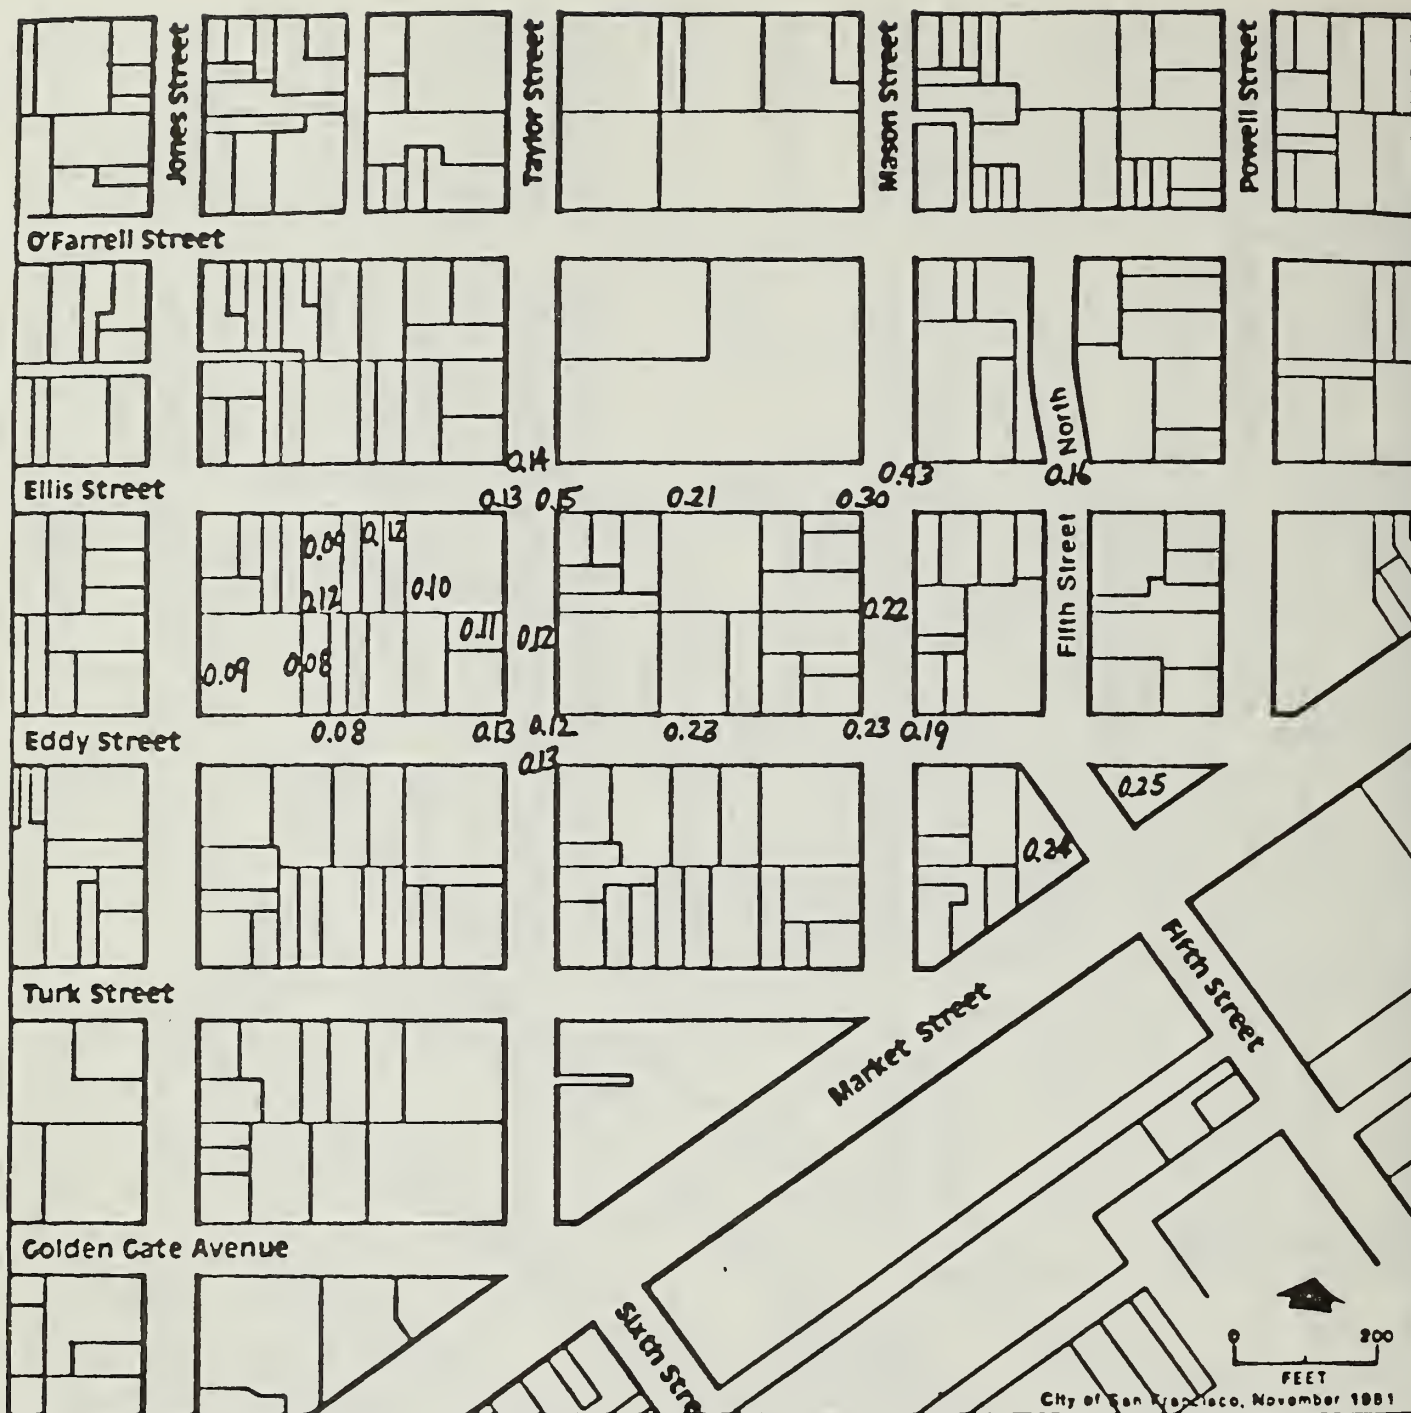 Jones Street
Taylor Street
Mason Street
Powell Street
O'Farrell Street
North
0.14
0.43
0.16
Ellis Street
0.13
0.15
0.21
0.30
0.09
0.12
Fifth Street
0.12
0.10
0.22
0.11
0.12
0.09
0.08
Eddy Street
0.08
0.13
0.12
0.23
0.23
0.19
0.13
0.25
0.24
Fifth Street
Turk Street
Market Street
Golden Gate Avenue
Sixth Stre
0
200
FEET
City of San Francisco, November 1981